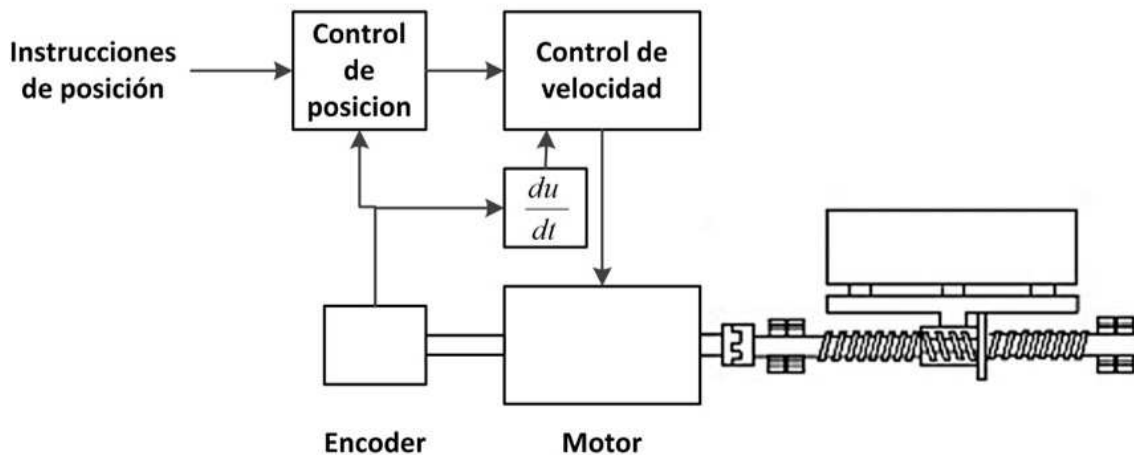 Instrucciones
de posición
Control
de
posicion
Control de
velocidad
du
dt
Encoder
Motor